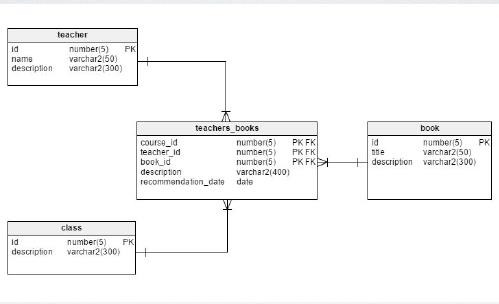 teacher
id number(5) PK
name varchar2(50)
description varchar2(300)
teachers_books
course_id number(5) PK FK
teacher_id number(5) PK FK
book_id number(5) PK FK
description varchar2(400)
recommendation_date date
book
id number(5) PK
title varchar2(50)
description varchar2(300)
class
id number(5) PK
description varchar2(300)